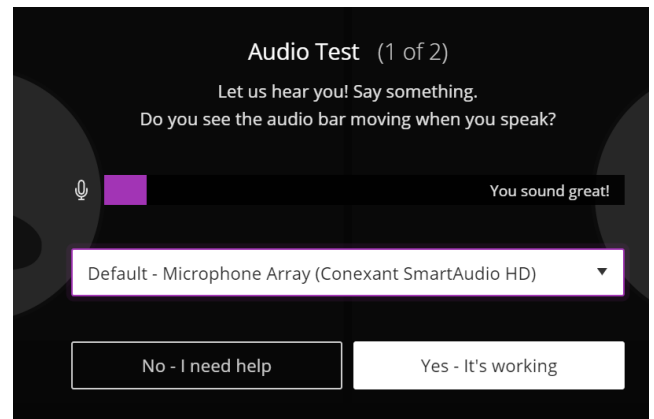 Audio Test (1 of 2)
Let us hear you! Say something.
Do you see the audio bar moving when you speak?
You sound great!
Default - Microphone Array (Conexant SmartAudio HD)
No - I need help
Yes - It's working